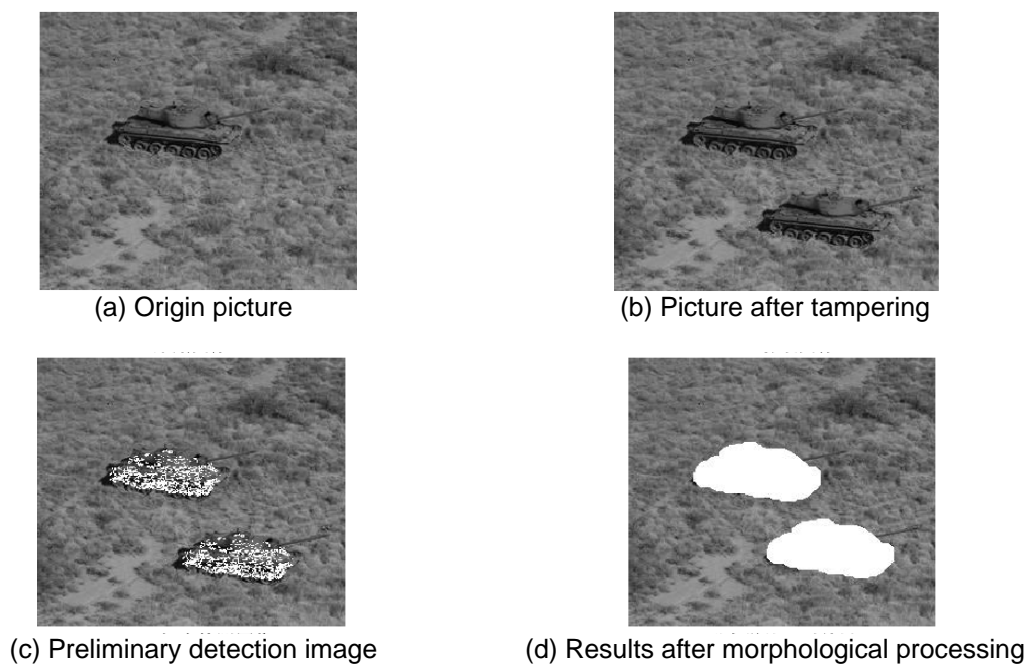 (a) Origin picture
(b) Picture after tampering
(c) Preliminary detection image
(d) Results after morphological processing